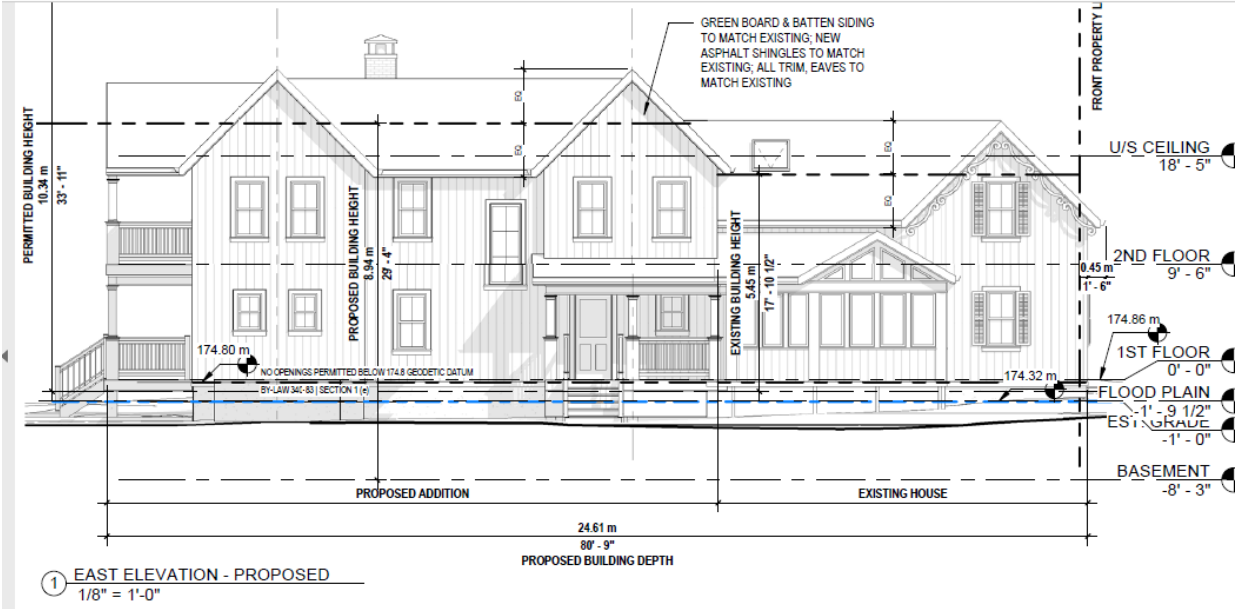 GREEN BOARD & BATTEN SIDING
TO MATCH EXISTING; NEW
ASPHALT SHINGLES TO MATCH
EXISTING; ALL TRIM, EAVES TO
MATCH EXISTING
FRONT PROPERTY L
PERMITTED BUILDING HEIGHT
10.34 m
33' - 11"
EQ
EQ
EQ
EQ
U/S CEILING
18' - 5"
PROPOSED BUILDING HEIGHT
8.94 m
29' - 4"
EXISTING BUILDING HEIGHT
5.45 m
17' - 10 1/2"
2ND FLOOR
9' - 6"
0.45 m
1' - 6"
174.86 m
174.80 m
1ST FLOOR
0' - 0"
NO OPENINGS PERMITTED BELOW 174.8 GEODETIC DATUM
BY-LAW 340-83 | SECTION 1 (e)
174.32 m
FLOOD PLAIN
-1' - 9 1/2"
EST. GRADE
-1' - 0"
BASEMENT
-8' - 3"
PROPOSED ADDITION
EXISTING HOUSE
24.61 m
80' - 9"
PROPOSED BUILDING DEPTH
1
EAST ELEVATION - PROPOSED
1/8" = 1'-0"